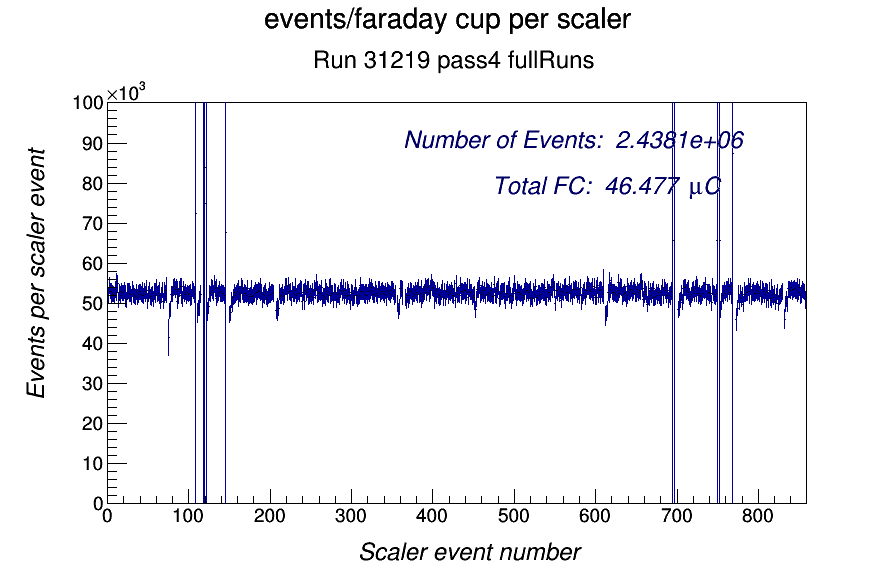 events/faraday cup per scaler
Run 31219 pass4 fullRuns
×10³
100
90
80
70
60
50
40
30
20
10
0
Events per scaler event
Number of Events: 2.4381e+06
Total FC: 46.477 μC
0 100 200 300 400 500 600 700 800
Scaler event number